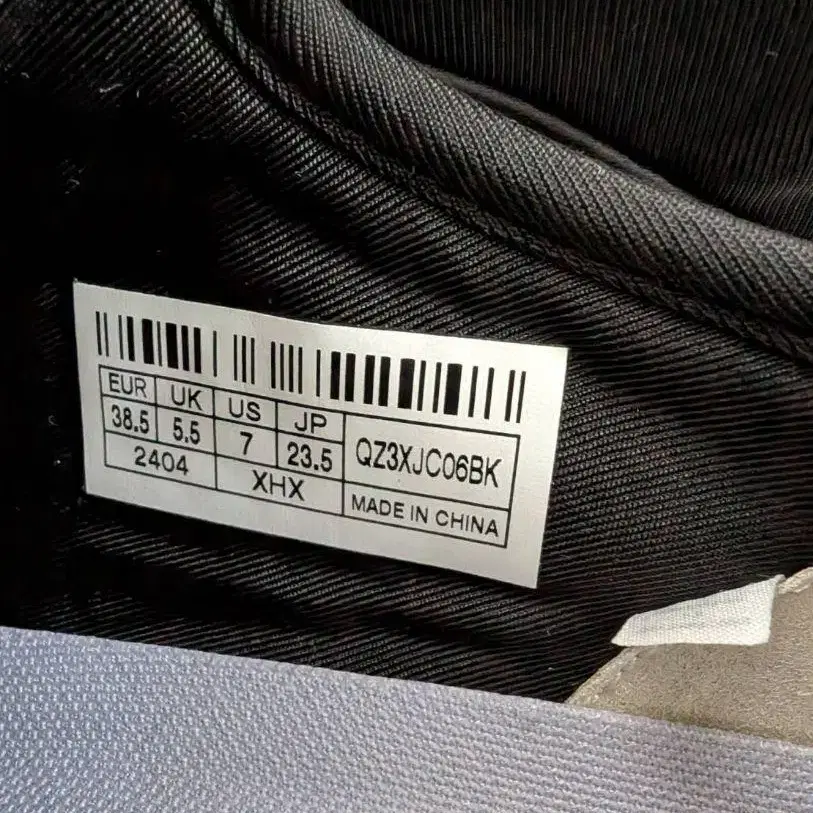 EUR UK US JP
38.5 5.5 7 23.5 QZ3XJC06BK
2404 XHX MADE IN CHINA